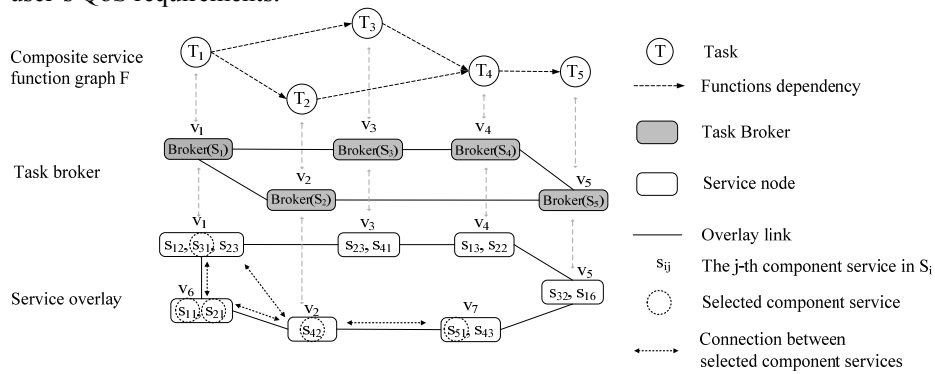 user's QoS requirements.
T3
Composite service
function graph F
T1
T4
T5
T2
T
Task
Functions dependency
Task Broker
Service node
Overlay link
sij The j-th component service in Si
Selected component service
Connection between
selected component services
Task broker
v1
v3
v4
Broker(S1)
Broker(S3)
Broker(S4)
v2
v5
Broker(S2)
Broker(S5)
Service overlay
v1
v3
v4
s12, s31, s23
s23, s41
s13, s22
v5
s32, s16
v6
s11, s21
v2
s42
v7
s51, s43